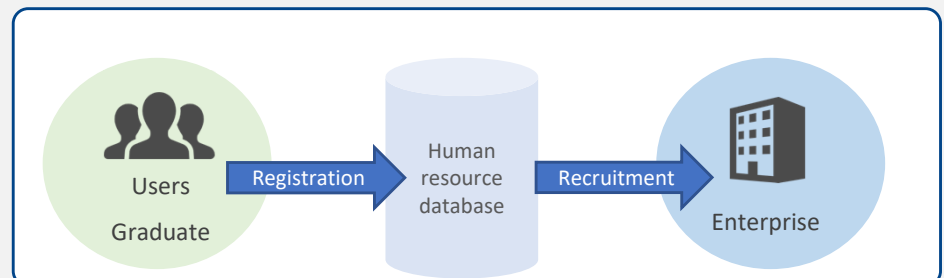 Users
Graduate
Registration
Human
resource
database
Recruitment
Enterprise